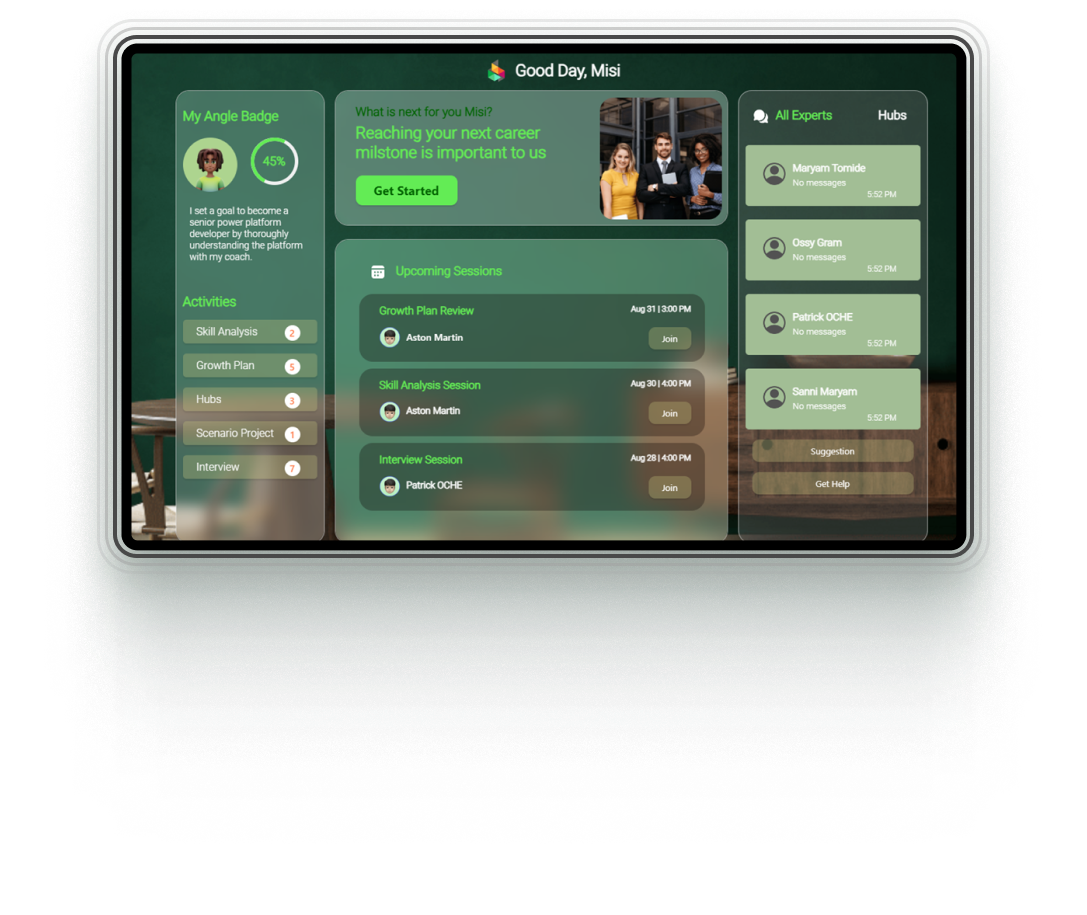 Good Day, Misi
My Angle Badge
45%
I set a goal to become a
senior power platform
developer by thoroughly
understanding the platform
with my coach.
Activities
Skill Analysis 2
Growth Plan 5
Hubs 3
Scenario Project 1
Interview 7
What is next for you Misi?
Reaching your next career
milstone is important to us
Get Started
Upcoming Sessions
Growth Plan Review Aug 31 | 3:00 PM
Aston Martin Join
Skill Analysis Session Aug 30 | 4:00 PM
Aston Martin Join
Interview Session Aug 28 | 4:00 PM
Patrick OCHE Join
All Experts Hubs
Maryam Tornide
No messages
5:52 PM
Ossy Gram
No messages
5:52 PM
Patrick OCHE
No messages
5:52 PM
Sanni Maryam
No messages
5:52 PM
Suggestion
Get Help